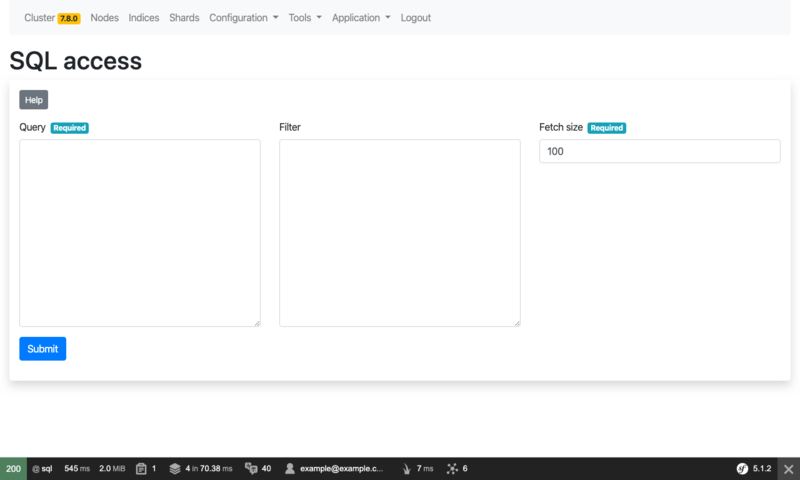 Cluster 7.8.0 Nodes Indices Shards Configuration Tools Application Logout
SQL access
Help
Query Required Filter Fetch size Required
100
Submit
200 @ sql 545 ms 2.0 MiB 1 4 in 70.38 ms 40 example@example.c... 7 ms 6 sf 5.1.2